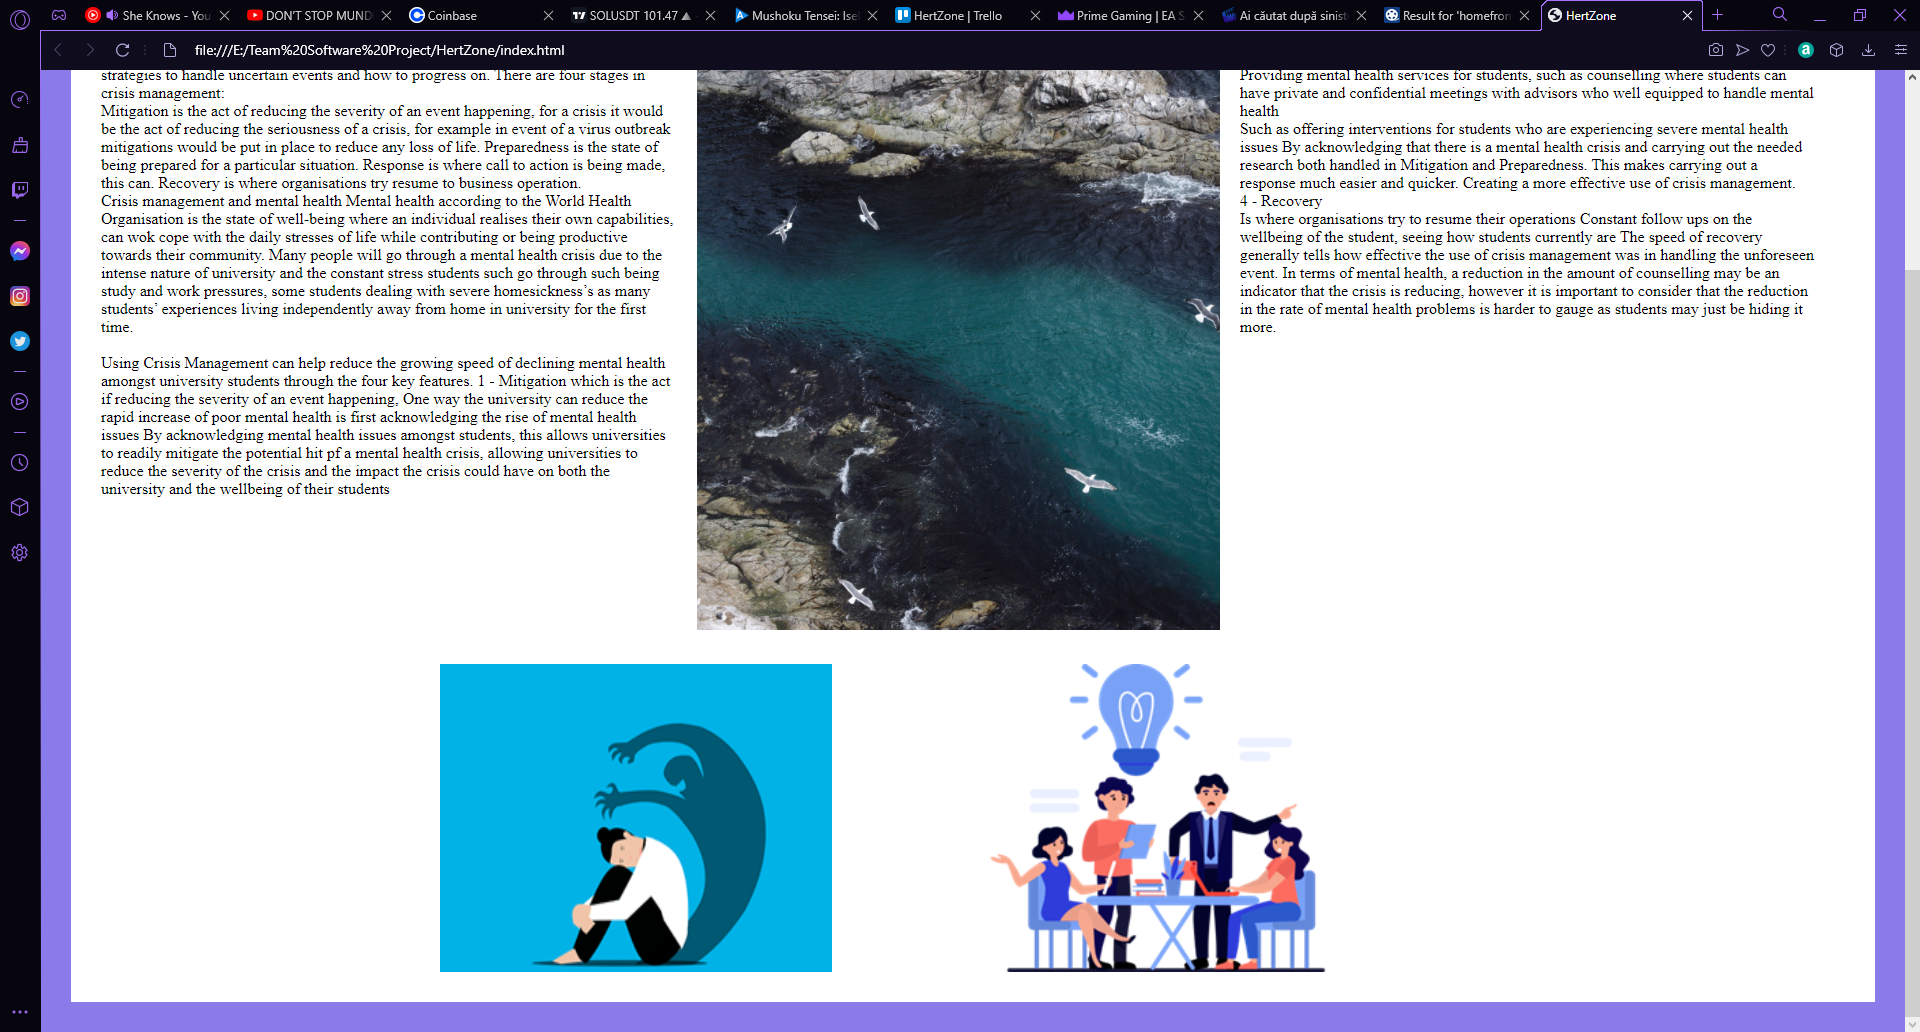 She Knows - You
DON'T STOP MUND
Coinbase
SOLUSDT 101.47 ▲
Mushoku Tensei: Ise
HertZone | Trello
Prime Gaming | EA S
Ai căutat după sinist
Result for 'homefron
HertZone
file:///E:/Team%20Software%20Project/HertZone/index.html
strategies to handle uncertain events and how to progress on. There are four stages in
crisis management:
Mitigation is the act of reducing the severity of an event happening, for a crisis it would
be the act of reducing the seriousness of a crisis, for example in event of a virus outbreak
mitigations would be put in place to reduce any loss of life. Preparedness is the state of
being prepared for a particular situation. Response is where call to action is being made,
this can. Recovery is where organisations try resume to business operation.
Crisis management and mental health Mental health according to the World Health
Organisation is the state of well-being where an individual realises their own capabilities,
can wok cope with the daily stresses of life while contributing or being productive
towards their community. Many people will go through a mental health crisis due to the
intense nature of university and the constant stress students such go through such being
study and work pressures, some students dealing with severe homesickness’s as many
students’ experiences living independently away from home in university for the first
time.
Using Crisis Management can help reduce the growing speed of declining mental health
amongst university students through the four key features. 1 - Mitigation which is the act
if reducing the severity of an event happening, One way the university can reduce the
rapid increase of poor mental health is first acknowledging the rise of mental health
issues By acknowledging mental health issues amongst students, this allows universities
to readily mitigate the potential hit pf a mental health crisis, allowing universities to
reduce the severity of the crisis and the impact the crisis could have on both the
university and the wellbeing of their students
Providing mental health services for students, such as counselling where students can
have private and confidential meetings with advisors who well equipped to handle mental
health
Such as offering interventions for students who are experiencing severe mental health
issues By acknowledging that there is a mental health crisis and carrying out the needed
research both handled in Mitigation and Preparedness. This makes carrying out a
response much easier and quicker. Creating a more effective use of crisis management.
4 - Recovery
Is where organisations try to resume their operations Constant follow ups on the
wellbeing of the student, seeing how students currently are The speed of recovery
generally tells how effective the use of crisis management was in handling the unforeseen
event. In terms of mental health, a reduction in the amount of counselling may be an
indicator that the crisis is reducing, however it is important to consider that the reduction
in the rate of mental health problems is harder to gauge as students may just be hiding it
more.